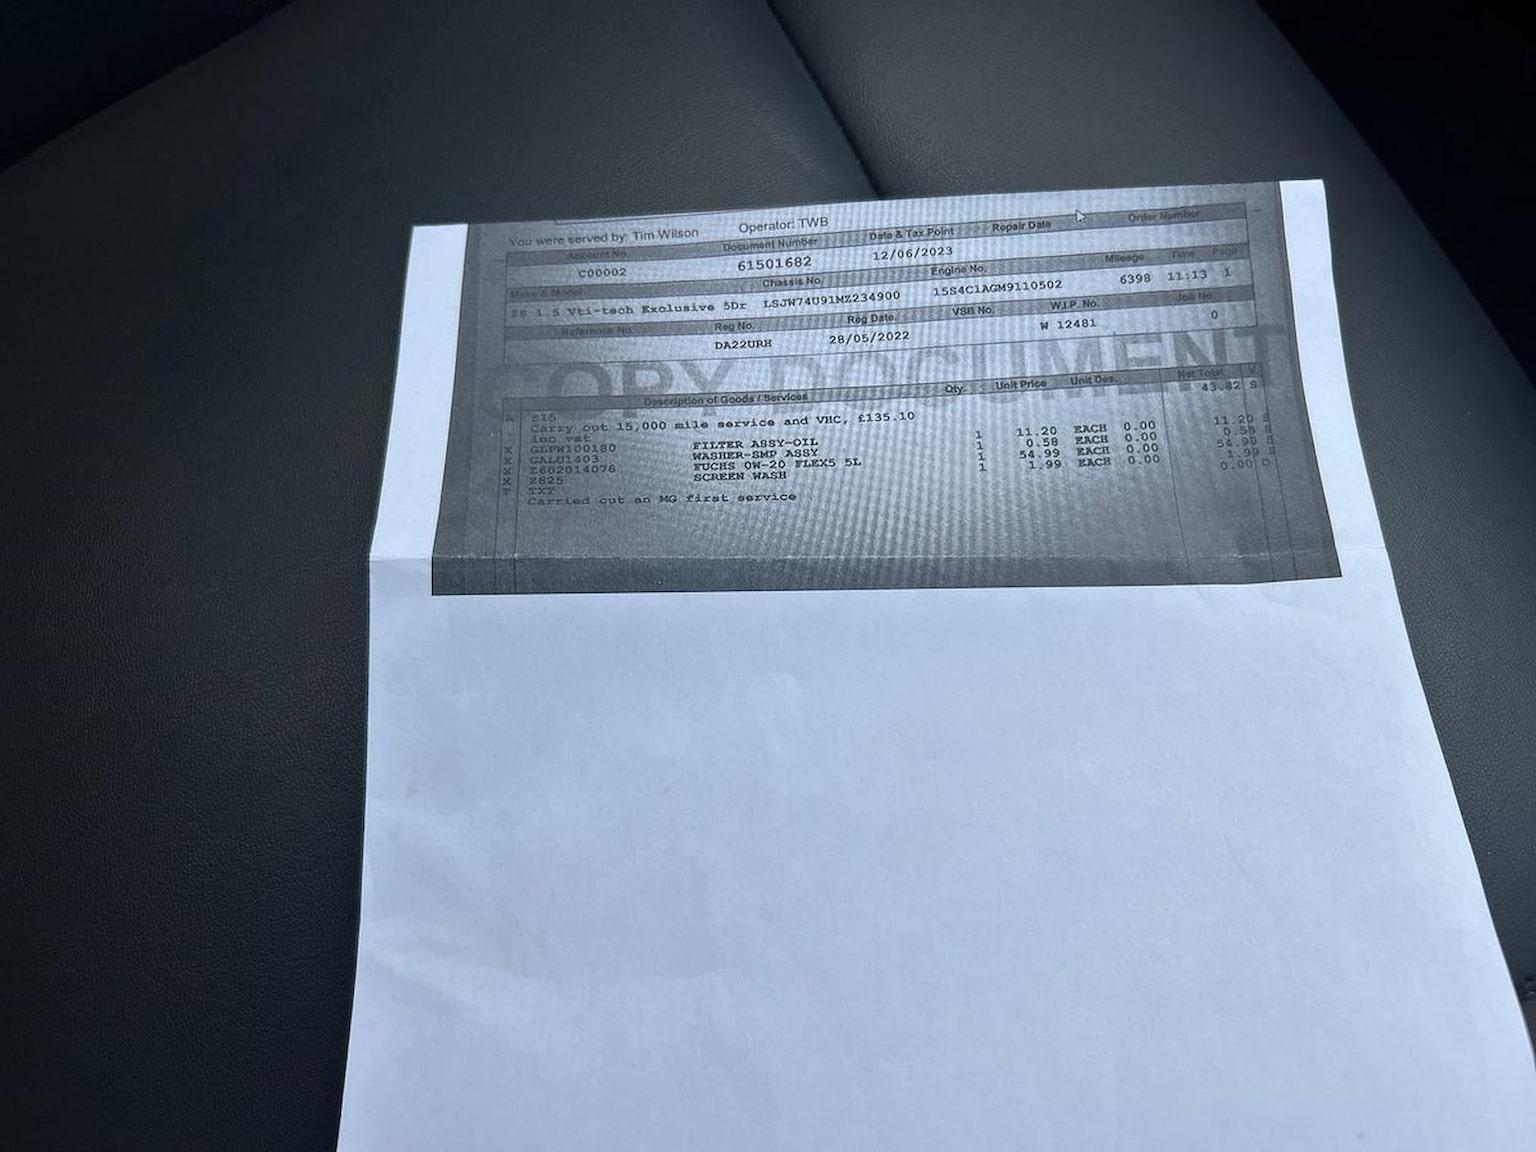 You were served by: Tim Wilson Operator: TWB
Account No. Document Number Date & Tax Point Repair Date Order Number
C00002 61501682 12/06/2023
Make & Model Chassis No. Engine No. Mileage Time Page
ZS 1.5 Vti-tech Exclusive 5Dr LSJW74U91MZ234900 15S4C1AGM9110502 6398 11:13 1
Reference No. Reg No. Reg Date VSB No. W.I.P. No. Job No.
DA22URH 28/05/2022 W 12481 0
COPY DOCUMENT
Description of Goods / Services Qty. Unit Price Unit Des. Net Total V
A S15 43.82 S
Carry out 15,000 mile service and VHC, £135.10
inc vat
X GLPW100180 FILTER ASSY-OIL 1 11.20 EACH 0.00 11.20 S
X CALU1403 WASHER-SMP ASSY 1 0.58 EACH 0.00 0.58 S
X Z602014078 FUCHS 0W-20 FLEX5 5L 1 54.99 EACH 0.00 54.99 S
X Z825 SCREEN WASH 1 1.99 EACH 0.00 1.99 S
T TXT 0.00 0
Carried out an MG first service